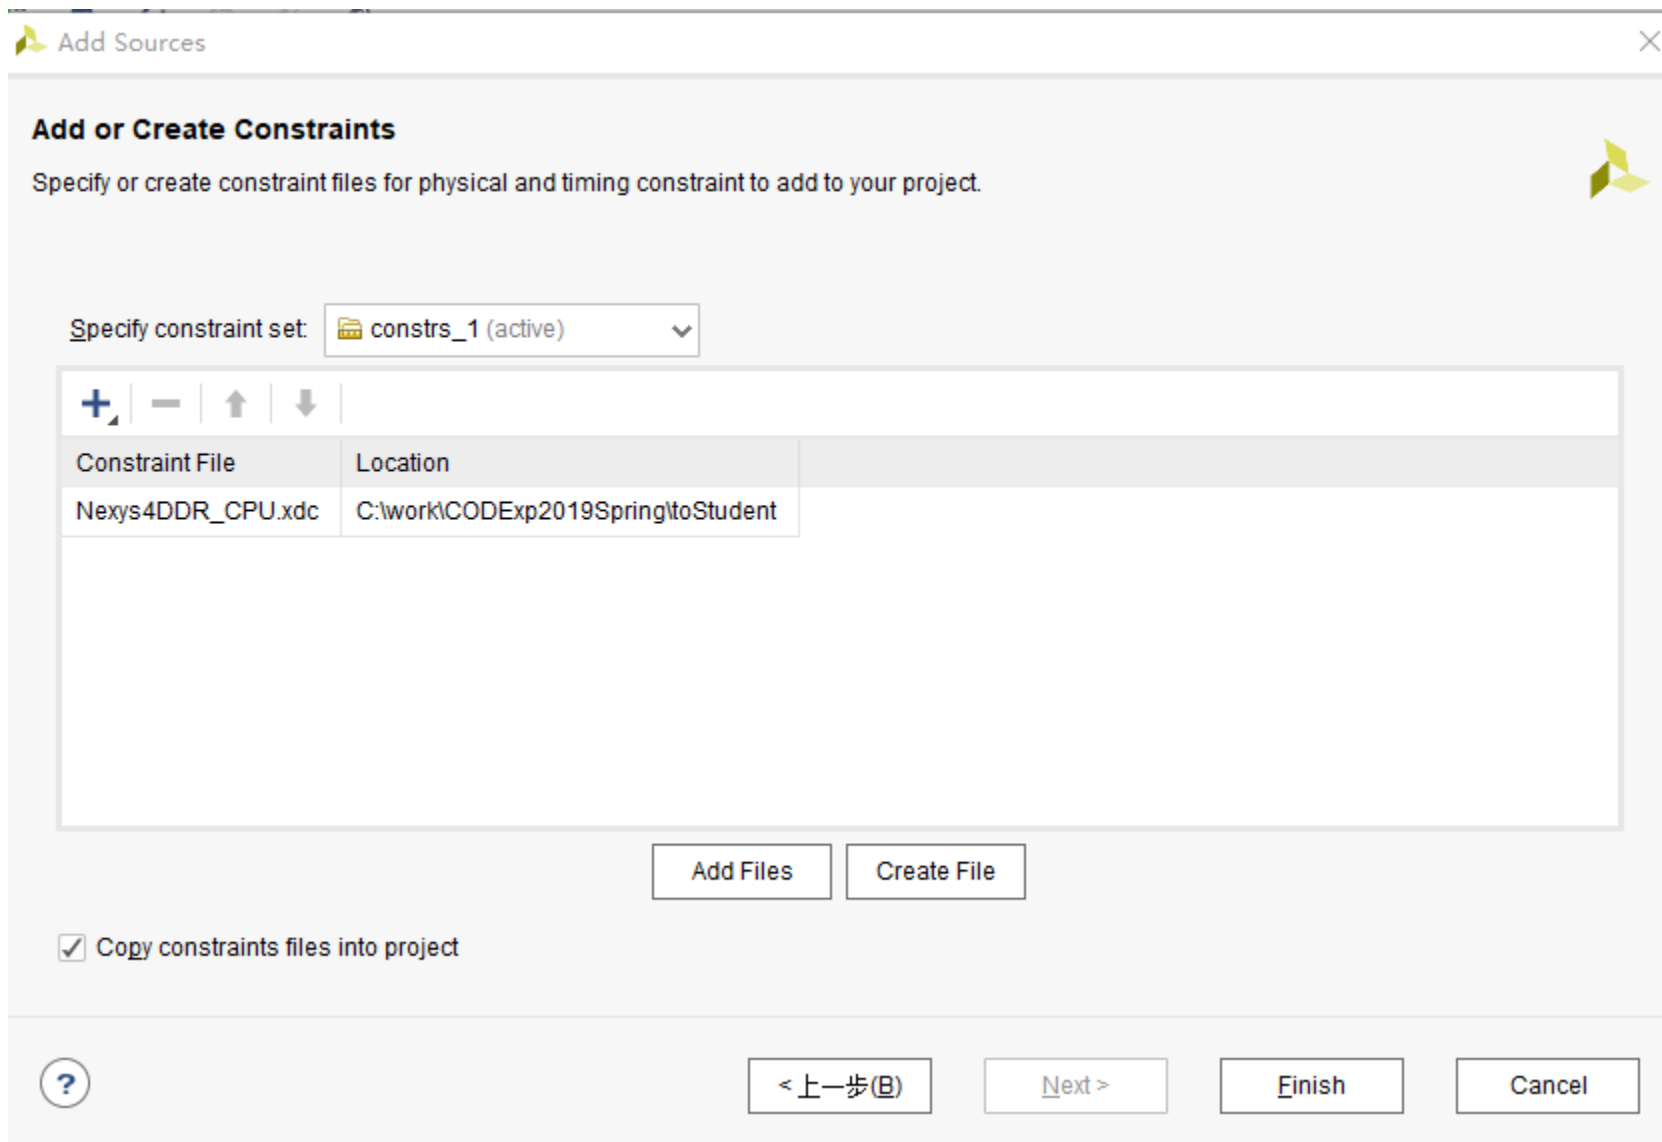 Add Sources
Add or Create Constraints
Specify or create constraint files for physical and timing constraint to add to your project.
Specify constraint set: constrs_1 (active)
Constraint File Location
Nexys4DDR_CPU.xdc C:\work\CODExp2019Spring\toStudent
Add Files Create File
Copy constraints files into project
? <上一步(B) Next > Finish Cancel